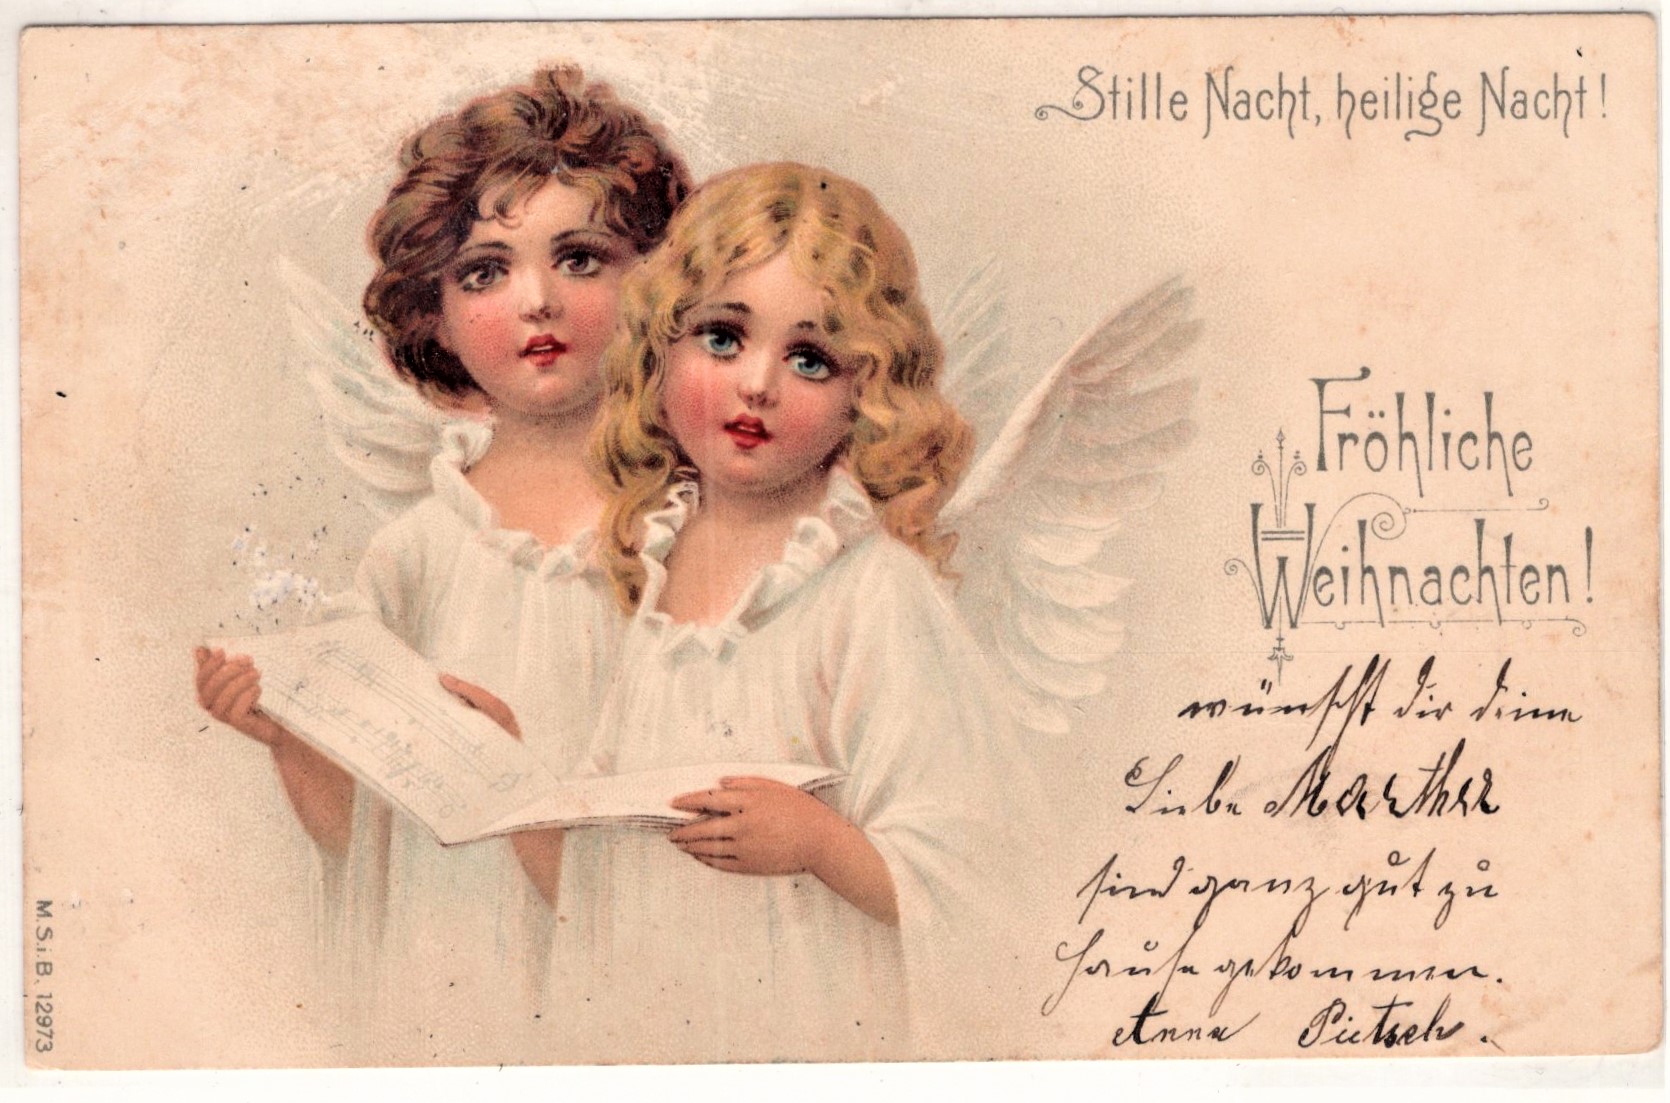 Stille Nacht, heilige Nacht!
Fröhliche
Weihnachten!
wünscht dir deine
Liebe Martha
sind ganz gut zu
Hause gekommen.
Anna Pietsch.
M.S.i.B. 12973